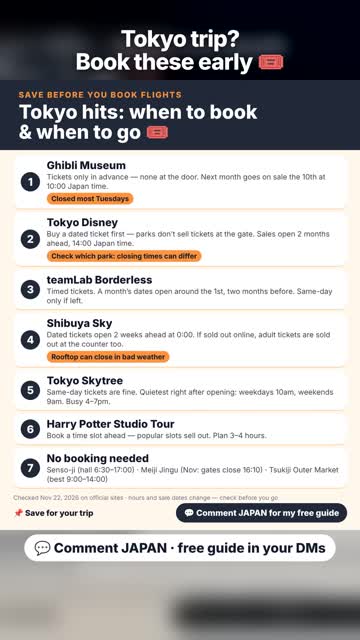 Tokyo trip?
Book these early 🎟️
SAVE BEFORE YOU BOOK FLIGHTS
Tokyo hits: when to book
& when to go 🎟️
1
Ghibli Museum
Tickets only in advance — none at the door. Next month goes on sale the 10th at
10:00 Japan time.
Closed most Tuesdays
2
Tokyo Disney
Buy a dated ticket first — parks don't sell tickets at the gate. Sales open 2 months
ahead, 14:00 Japan time.
Check which park: closing times can differ
3
teamLab Borderless
Timed tickets. A month's dates open around the 1st, two months before. Same-day
only if left.
4
Shibuya Sky
Dated tickets open 2 weeks ahead at 0:00. If sold out online, adult tickets are sold
out at the counter too.
Rooftop can close in bad weather
5
Tokyo Skytree
Same-day tickets are fine. Quietest right after opening: weekdays 10am, weekends
9am. Busy 4–7pm.
6
Harry Potter Studio Tour
Book a time slot ahead — popular slots sell out. Plan 3–4 hours.
7
No booking needed
Senso-ji (hall 6:30–17:00) · Meiji Jingu (Nov: gates close 16:10) · Tsukiji Outer Market
(best 9:00–14:00)
Checked Nov 22, 2026 on official sites · hours and sale dates change — check before you go
📌 Save for your trip
💬 Comment JAPAN for my free guide
💬 Comment JAPAN · free guide in your DMs